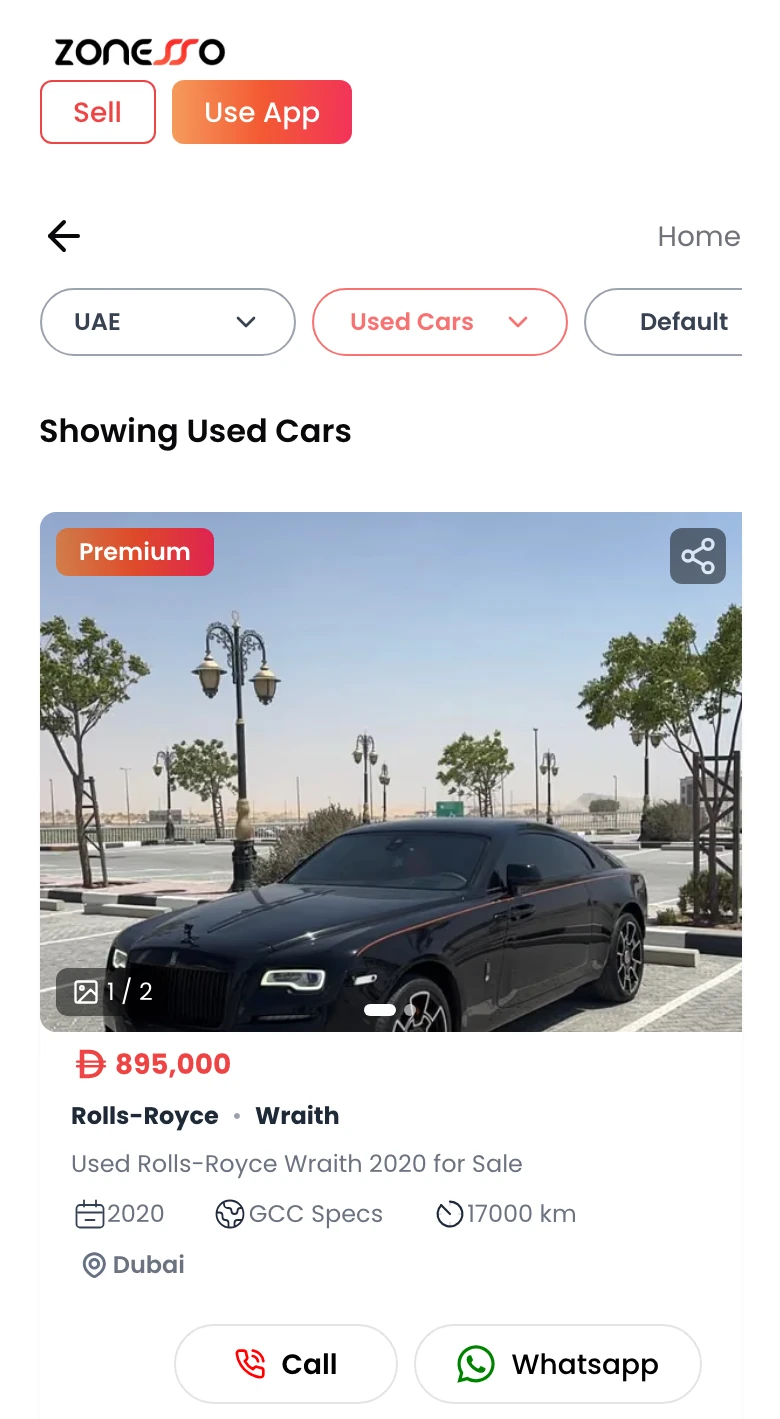 zonesso
Sell
Use App
Home
UAE
Used Cars
Default
Showing Used Cars
Premium
1 / 2
895,000
Rolls-Royce • Wraith
Used Rolls-Royce Wraith 2020 for Sale
2020 GCC Specs 17000 km
Dubai
Call
Whatsapp